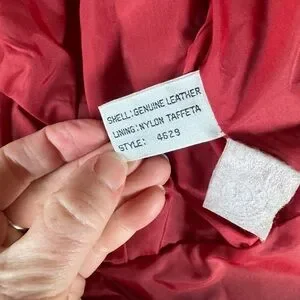 SHELL: GENUINE LEATHER
LINING: NYLON TAFFETA
STYLE: 4629